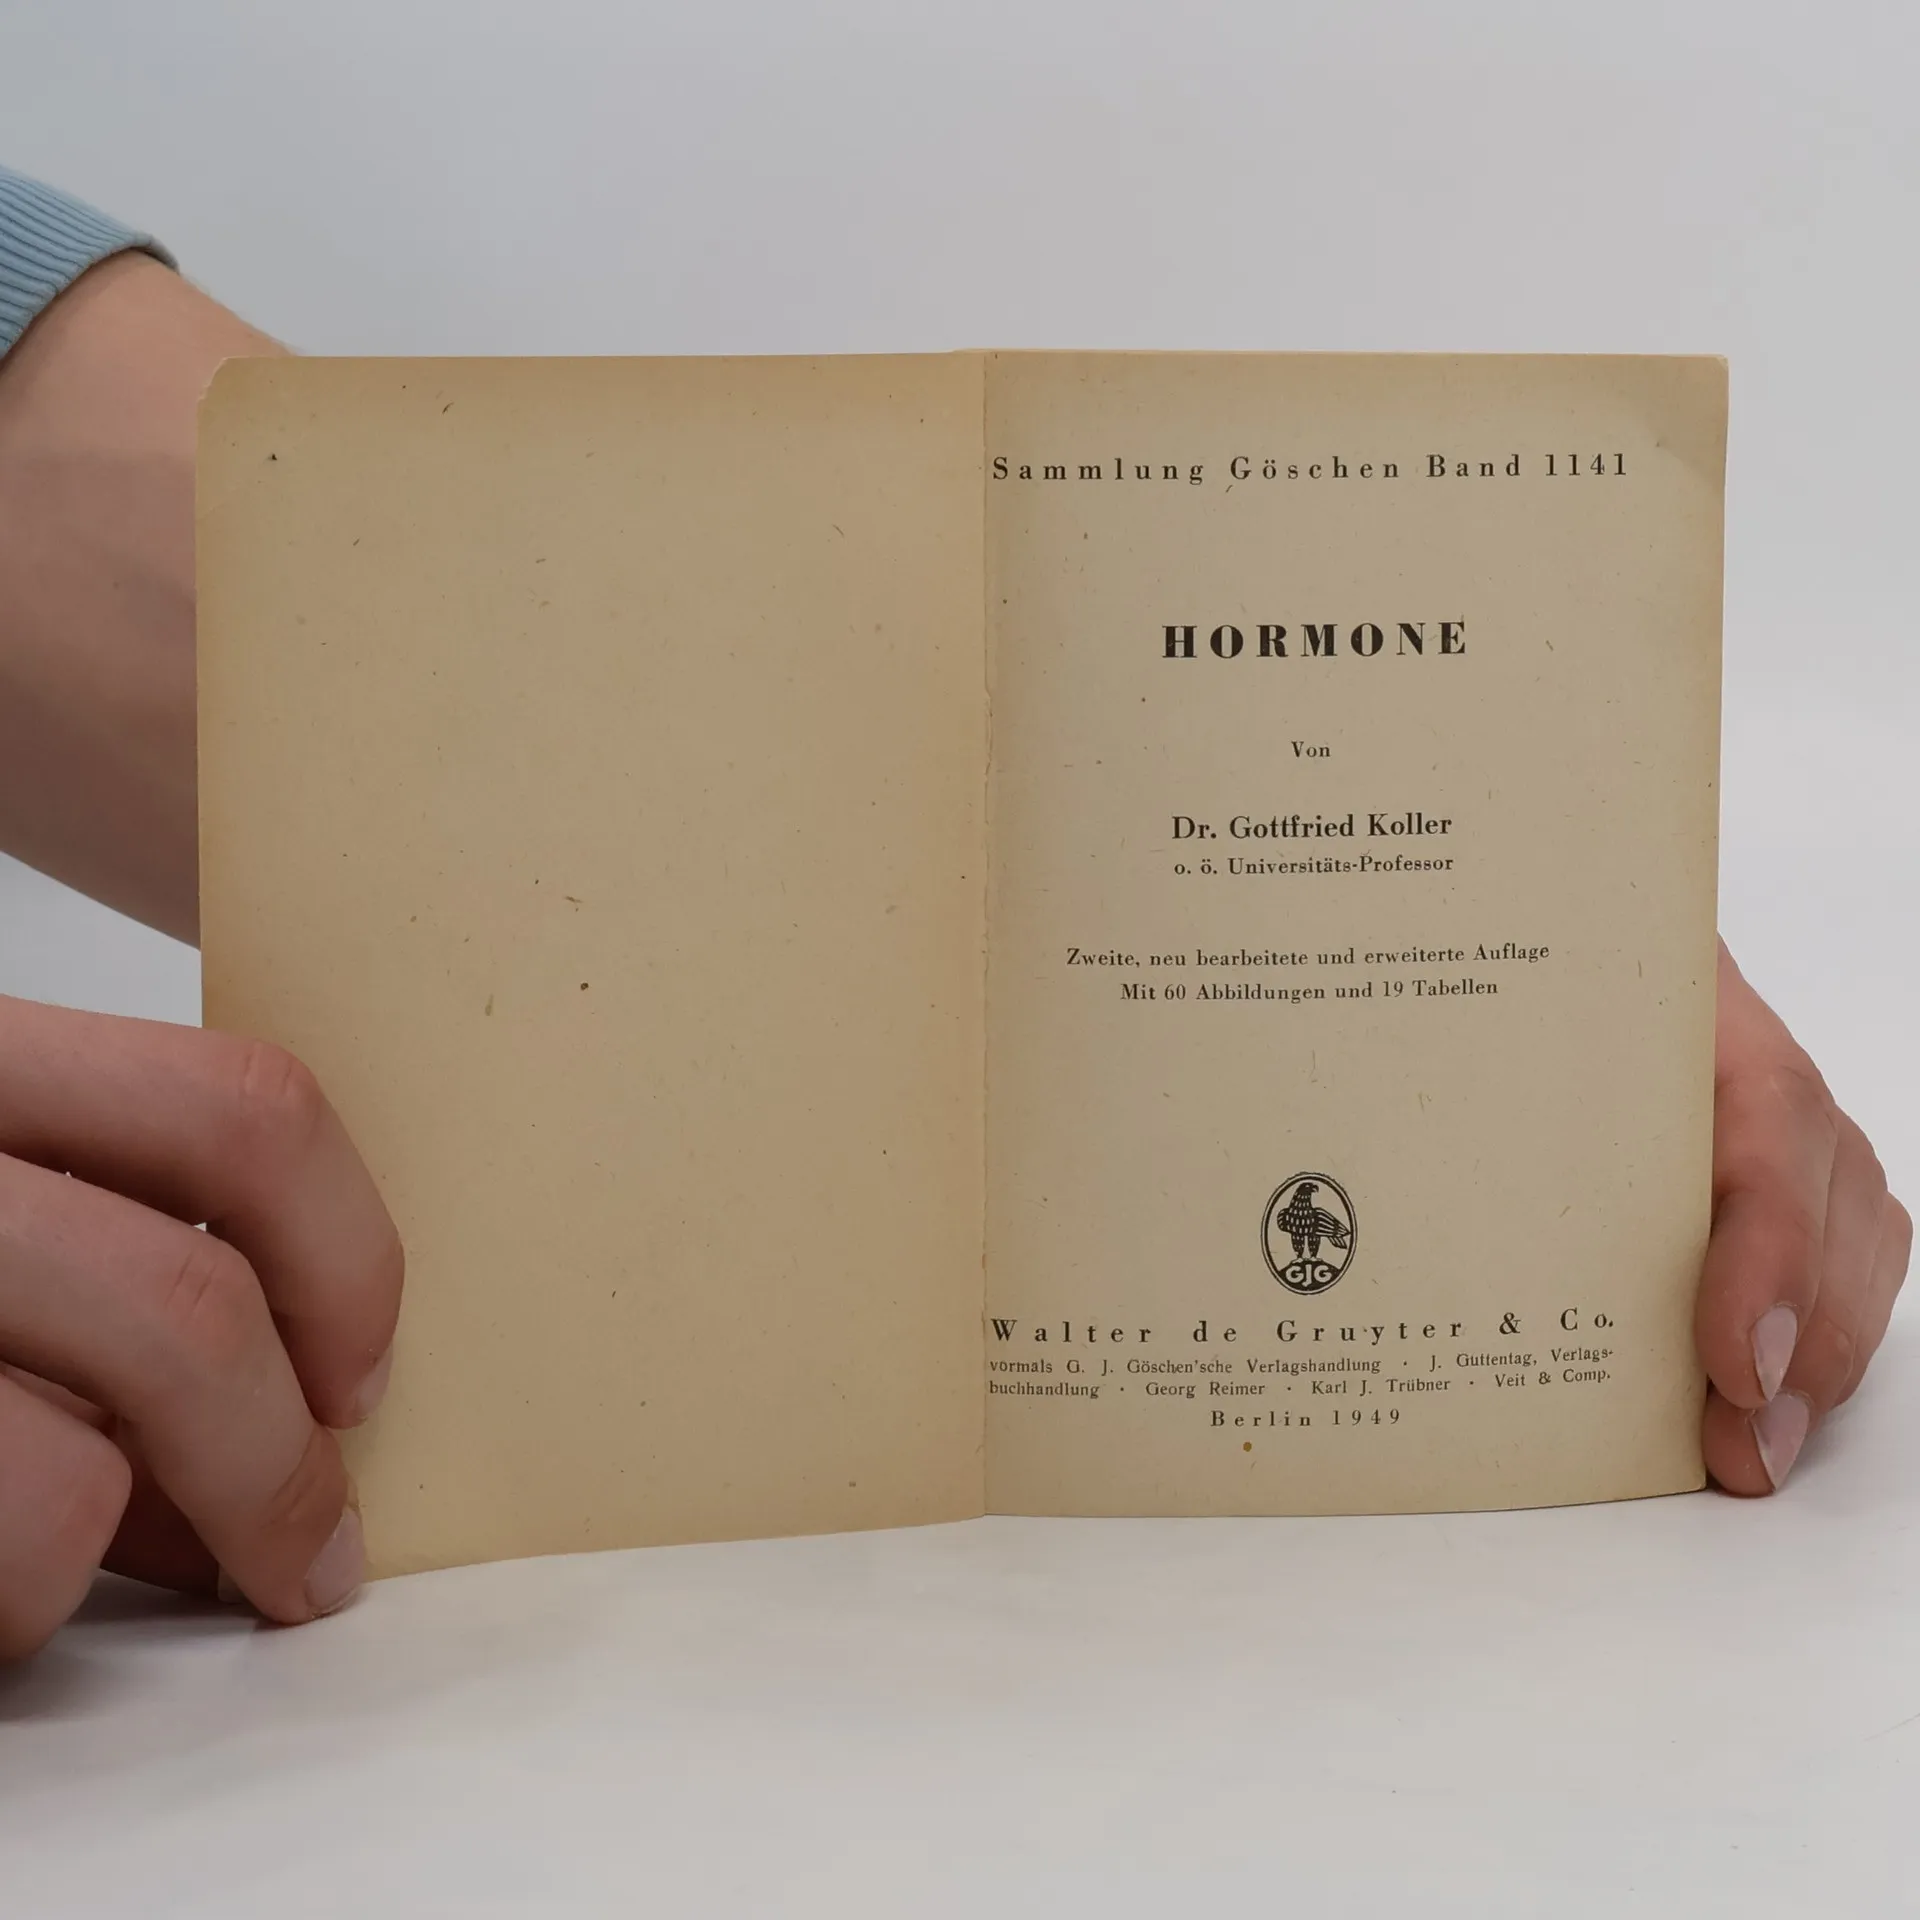 Sammlung Göschen Band 1141
HORMONE
Von
Dr. Gottfried Koller
o. ö. Universitäts-Professor
Zweite, neu bearbeitete und erweiterte Auflage
Mit 60 Abbildungen und 19 Tabellen
GJG
Walter de Gruyter & Co.
vormals G. J. Göschen'sche Verlagshandlung · J. Guttentag, Verlags-
buchhandlung · Georg Reimer · Karl J. Trübner · Veit & Comp.
Berlin 1949